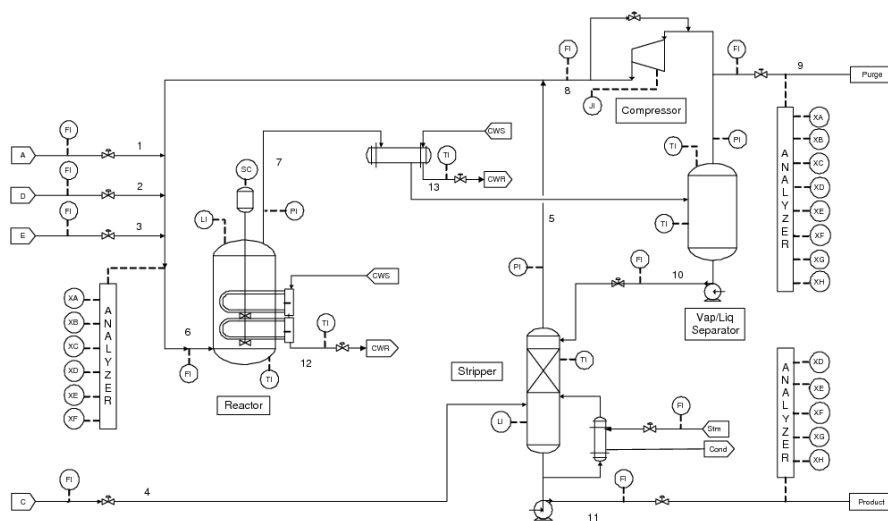 FI
9
FI
Purge
8
JI
Compressor
XA
FI
1
CWS
XB
A
7
TI
PI
XC
FI
TI
13
CWR
ANALYZER
XD
D
2
SC
XE
FI
3
LI
PI
5
TI
XF
E
XG
PI
FI
10
XH
CWS
XA
ANALYZER
XB
6
TI
Vap/Liq
Separator
XC
12
CWR
XD
FI
TI
Stripper
TI
XD
XE
Reactor
ANALYZER
XE
XF
LI
FI
Stm
XF
XG
Cond
XH
FI
4
FI
C
11
Product